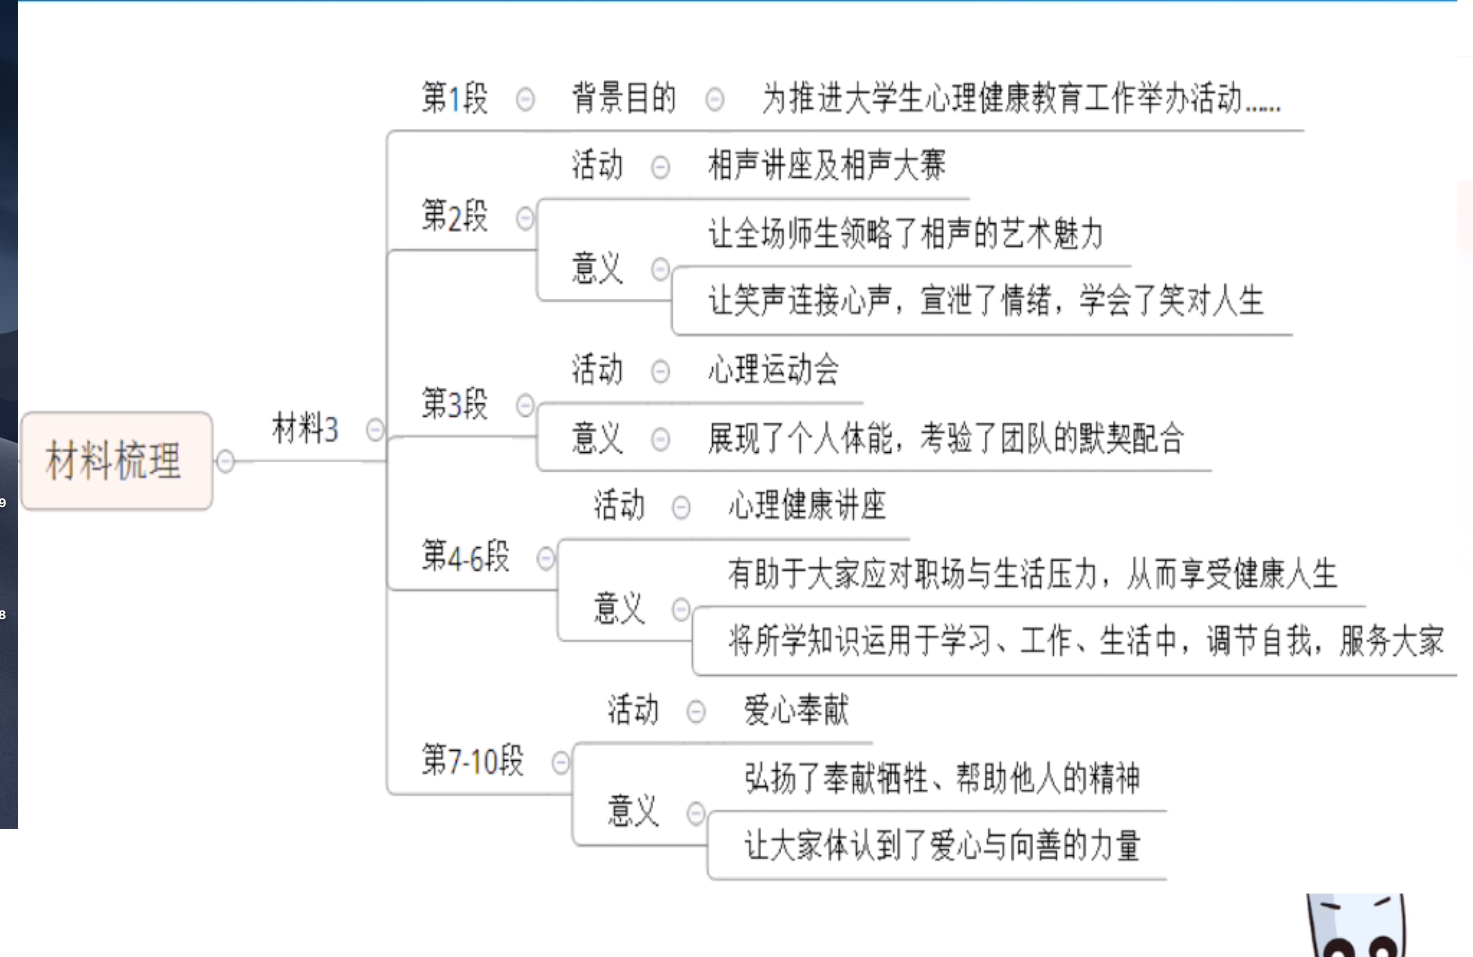 第1段 背景目的 为推进大学生心理健康教育工作举办活动……
活动 相声讲座及相声大赛
第2段
让全场师生领略了相声的艺术魅力
意义
让笑声连接心声，宣泄了情绪，学会了笑对人生
活动 心理运动会
第3段
材料3
意义 展现了个人体能，考验了团队的默契配合
材料梳理
9
活动 心理健康讲座
第4-6段
有助于大家应对职场与生活压力，从而享受健康人生
意义
8
将所学知识运用于学习、工作、生活中，调节自我，服务大家
活动 爱心奉献
第7-10段
弘扬了奉献牺牲、帮助他人的精神
意义
让大家体认到了爱心与向善的力量